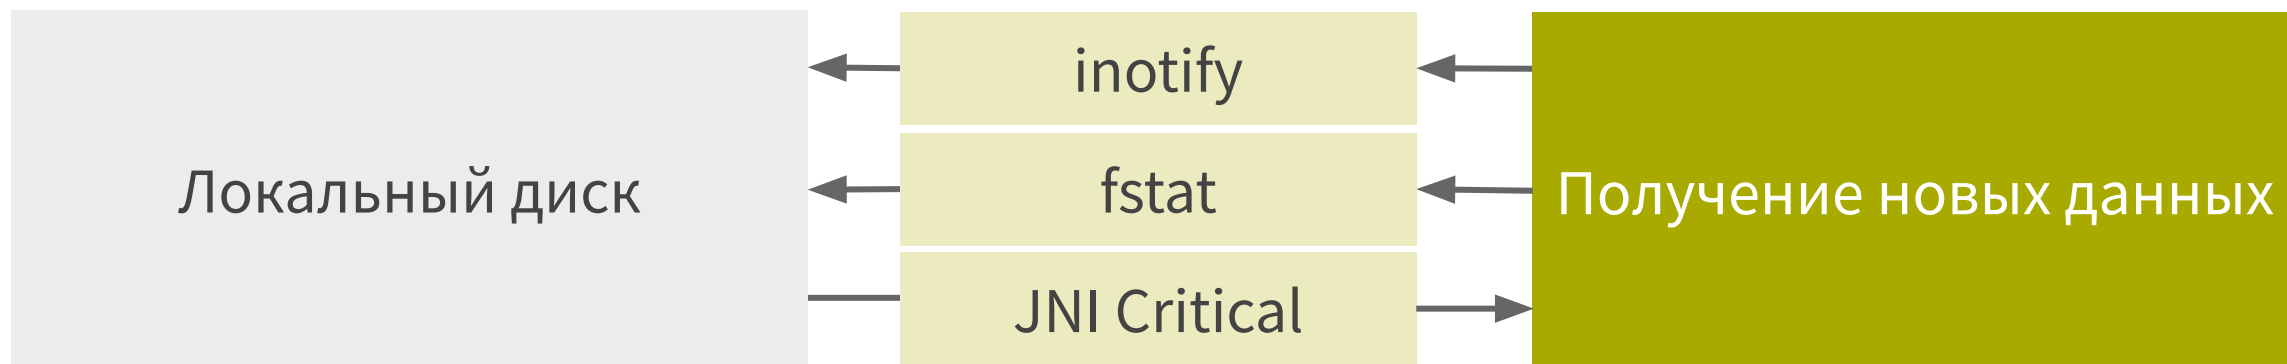 Локальный диск
inotify
fstat
JNI Critical
Получение новых данных